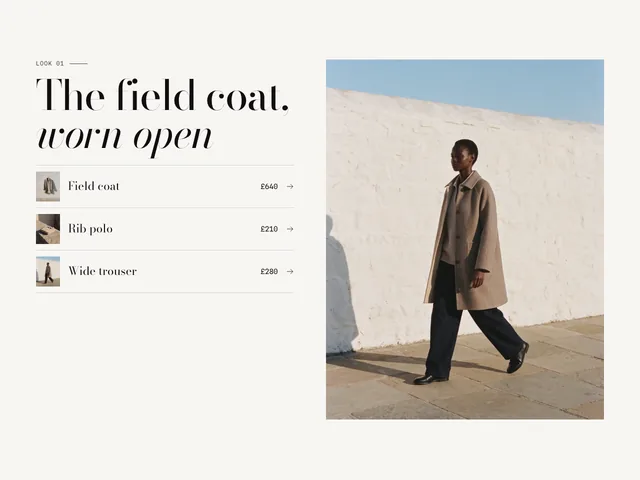 LOOK 01
The field coat,
worn open
Field coat
£640 →
Rib polo
£210 →
Wide trouser
£280 →